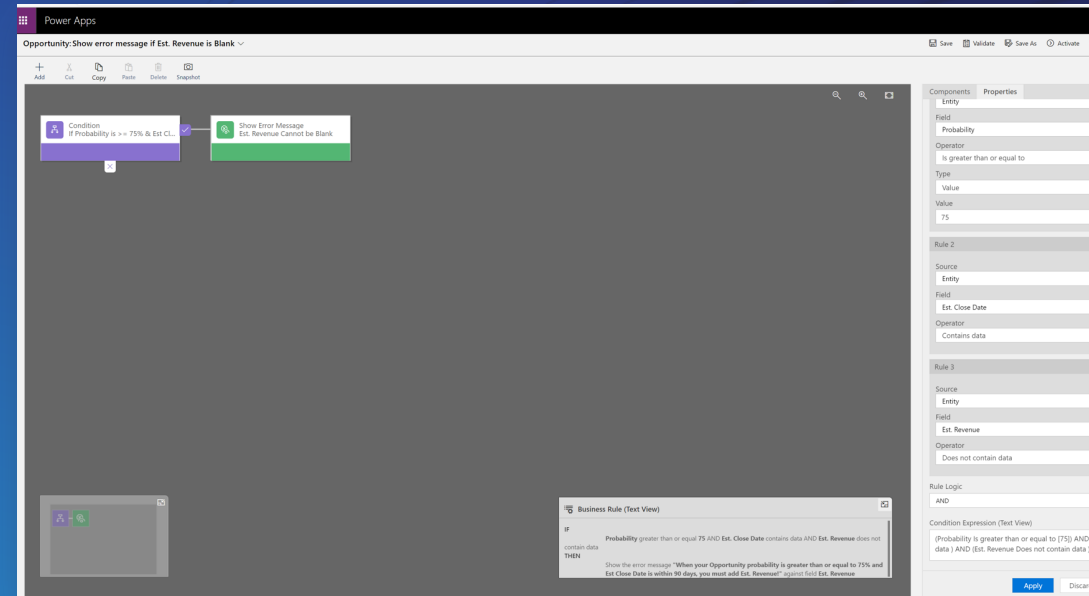 Power Apps
Opportunity: Show error message if Est. Revenue is Blank
Save Validate Save As Activate
Add Cut Copy Paste Delete Snapshot
Condition
If Probability is >= 75% & Est Cl...
Show Error Message
Est. Revenue Cannot be Blank
Components Properties
Entity
Field
Probability
Operator
Is greater than or equal to
Type
Value
Value
75
Rule 2
Source
Entity
Field
Est. Close Date
Operator
Contains data
Rule 3
Source
Entity
Field
Est. Revenue
Operator
Does not contain data
Rule Logic
AND
Condition Expression (Text View)
(Probability Is greater than or equal to [75]) AND
data ) AND (Est. Revenue Does not contain data )
Apply Discar
Business Rule (Text View)
IF
Probability greater than or equal 75 AND Est. Close Date contains data AND Est. Revenue does not
contain data
THEN
Show the error message "When your Opportunity probability is greater than or equal to 75% and
Est Close Date is within 90 days, you must add Est. Revenue!" against field Est. Revenue